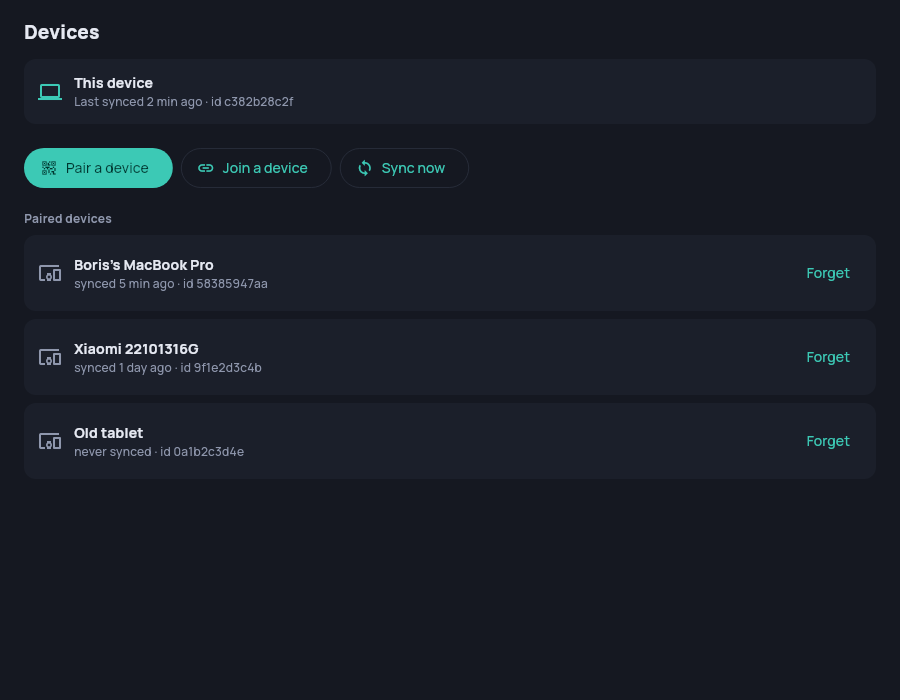 Devices
This device
Last synced 2 min ago · id c382b28c2f
Pair a device
Join a device
Sync now
Paired devices
Boris's MacBook Pro
synced 5 min ago · id 58385947aa
Forget
Xiaomi 22101316G
synced 1 day ago · id 9f1e2d3c4b
Forget
Old tablet
never synced · id 0a1b2c3d4e
Forget